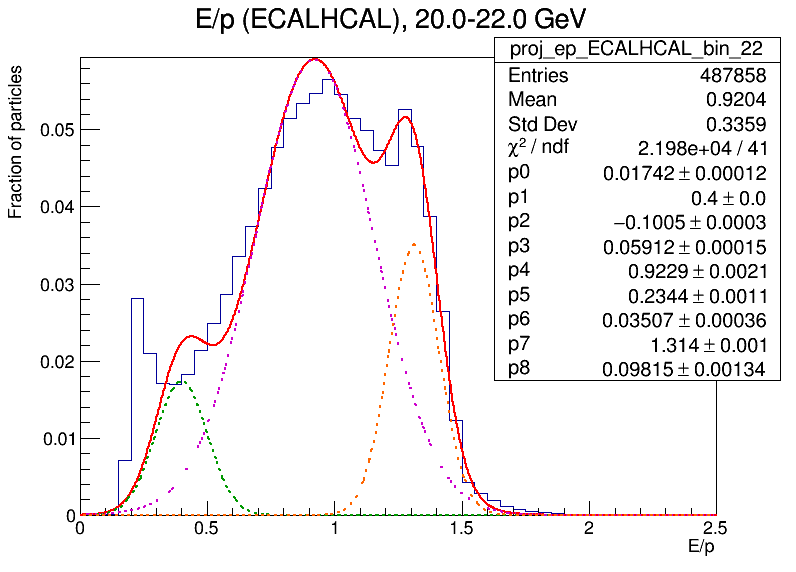 E/p (ECALHCAL), 20.0-22.0 GeV
proj_ep_ECALHCAL_bin_22
Entries 487858
Mean 0.9204
Std Dev 0.3359
χ² / ndf 2.198e+04 / 41
p0 0.01742 ± 0.00012
p1 0.4 ± 0.0
p2 −0.1005 ± 0.0003
p3 0.05912 ± 0.00015
p4 0.9229 ± 0.0021
p5 0.2344 ± 0.0011
p6 0.03507 ± 0.00036
p7 1.314 ± 0.001
p8 0.09815 ± 0.00134
Fraction of particles
0.05
0.04
0.03
0.02
0.01
0
0 0.5 1 1.5 2 2.5
E/p